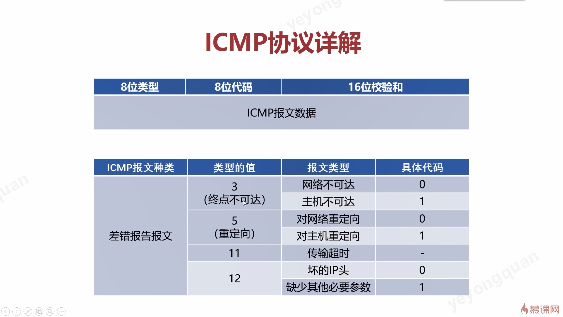 ICMP协议详解
8位类型 8位代码 16位校验和
ICMP报文数据
ICMP报文种类 类型的值 报文类型 具体代码
差错报告报文
3
(终点不可达)
网络不可达 0
主机不可达 1
5
(重定向)
对网络重定向 0
对主机重定向 1
11 传输超时 -
12
坏的IP头 0
缺少其他必要参数 1
yeyongquan
慕课网